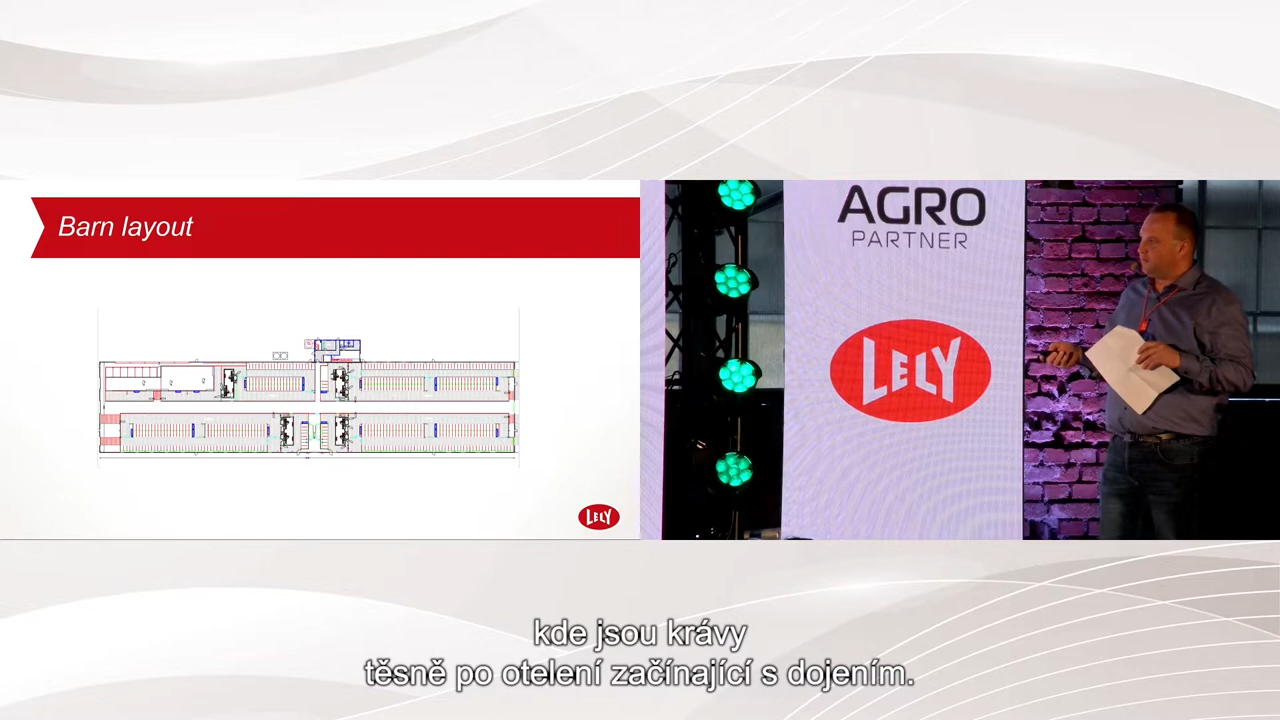 Barn layout
AGRO
PARTNER
LELY
LELY
kde jsou krávy
těsně po otelení začínající s dojením.